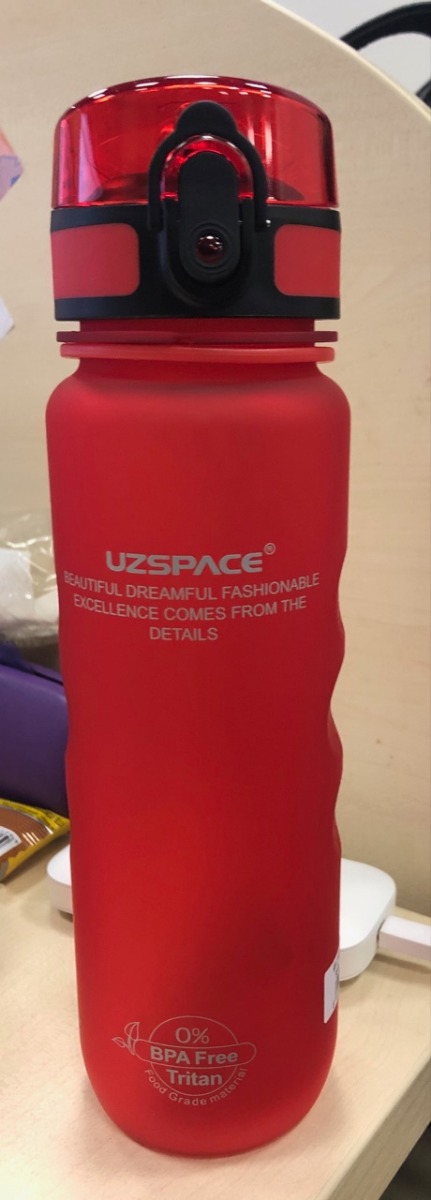 UZSPACE®
BEAUTIFUL DREAMFUL FASHIONABLE
EXCELLENCE COMES FROM THE
DETAILS
0%
BPA Free
Tritan
Food Grade material